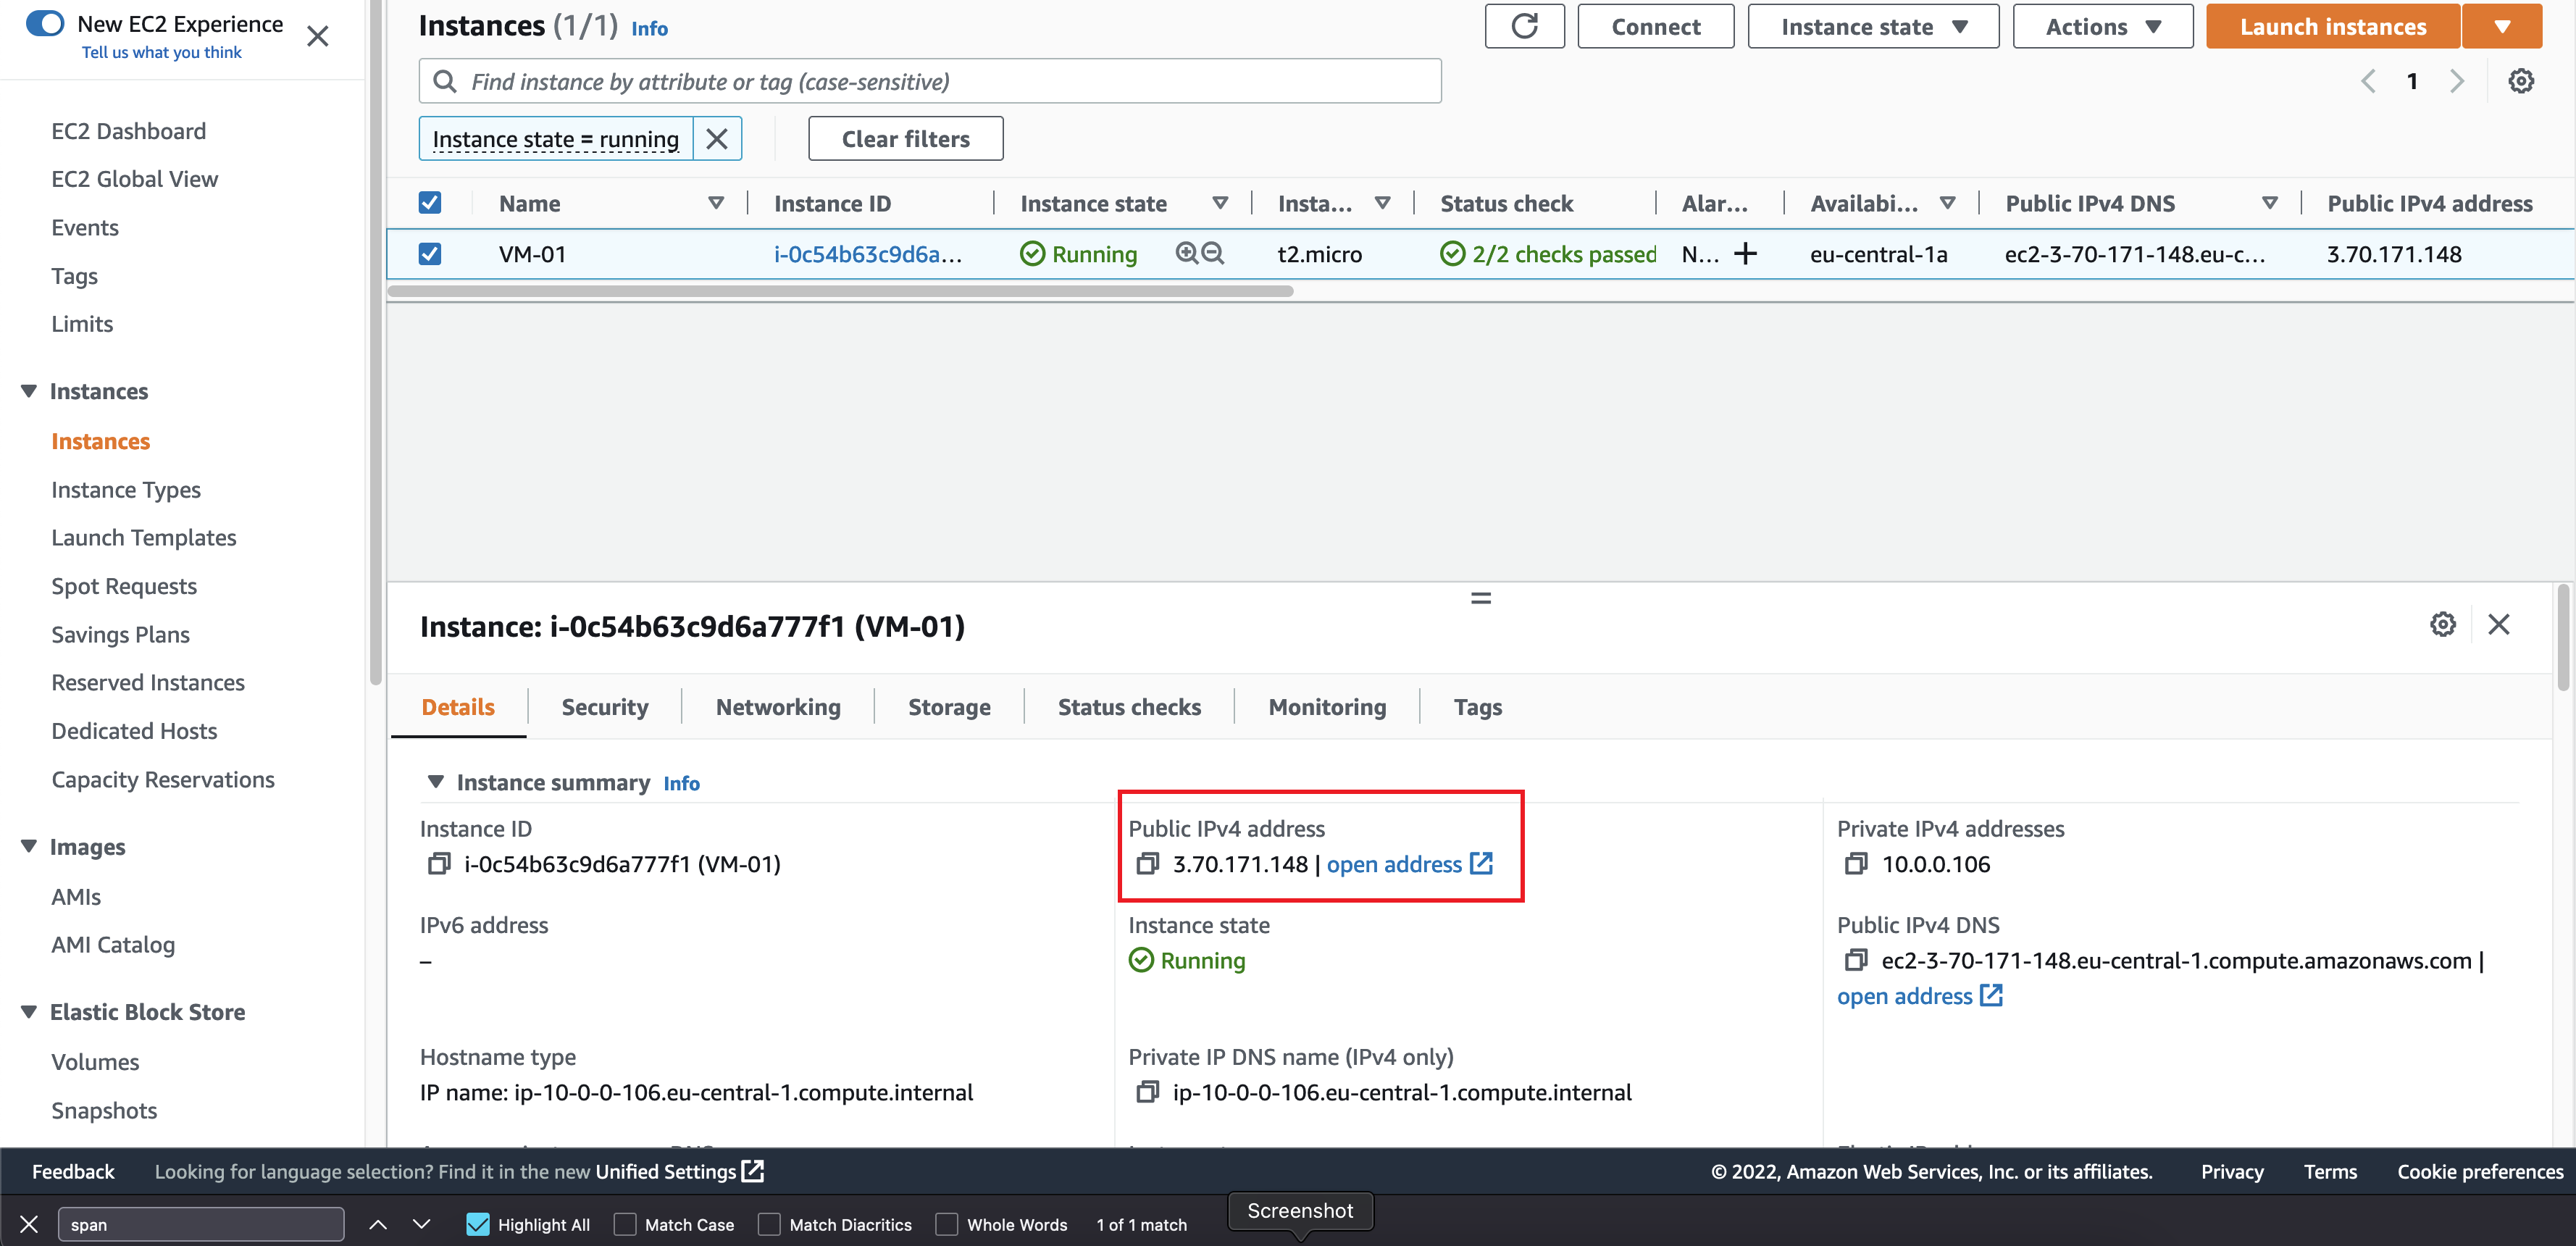 New EC2 Experience
Tell us what you think
EC2 Dashboard
EC2 Global View
Events
Tags
Limits
Instances
Instances
Instance Types
Launch Templates
Spot Requests
Savings Plans
Reserved Instances
Dedicated Hosts
Capacity Reservations
Images
AMIs
AMI Catalog
Elastic Block Store
Volumes
Snapshots
Instances (1/1) Info
Connect
Instance state
Actions
Launch instances
Find instance by attribute or tag (case-sensitive)
1
Instance state = running
Clear filters
Name Instance ID Instance state Insta... Status check Alar... Availabi... Public IPv4 DNS Public IPv4 address
VM-01 i-0c54b63c9d6a... Running t2.micro 2/2 checks passed N... eu-central-1a ec2-3-70-171-148.eu-c... 3.70.171.148
Instance: i-0c54b63c9d6a777f1 (VM-01)
Details Security Networking Storage Status checks Monitoring Tags
Instance summary Info
Instance ID
i-0c54b63c9d6a777f1 (VM-01)
Public IPv4 address
3.70.171.148 | open address
Private IPv4 addresses
10.0.0.106
IPv6 address
–
Instance state
Running
Public IPv4 DNS
ec2-3-70-171-148.eu-central-1.compute.amazonaws.com |
open address
Hostname type
IP name: ip-10-0-0-106.eu-central-1.compute.internal
Private IP DNS name (IPv4 only)
ip-10-0-0-106.eu-central-1.compute.internal
Feedback Looking for language selection? Find it in the new Unified Settings
© 2022, Amazon Web Services, Inc. or its affiliates. Privacy Terms Cookie preferences
span Highlight All Match Case Match Diacritics Whole Words 1 of 1 match
Screenshot